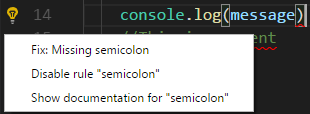 14 console.log(message)
Fix: Missing semicolon
Disable rule "semicolon"
Show documentation for "semicolon"